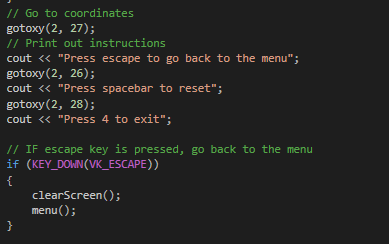 // Go to coordinates
gotoxy(2, 27);
// Print out instructions
cout << "Press escape to go back to the menu";
gotoxy(2, 26);
cout << "Press spacebar to reset";
gotoxy(2, 28);
cout << "Press 4 to exit";

// IF escape key is pressed, go back to the menu
if (KEY_DOWN(VK_ESCAPE))
{
    clearScreen();
    menu();
}